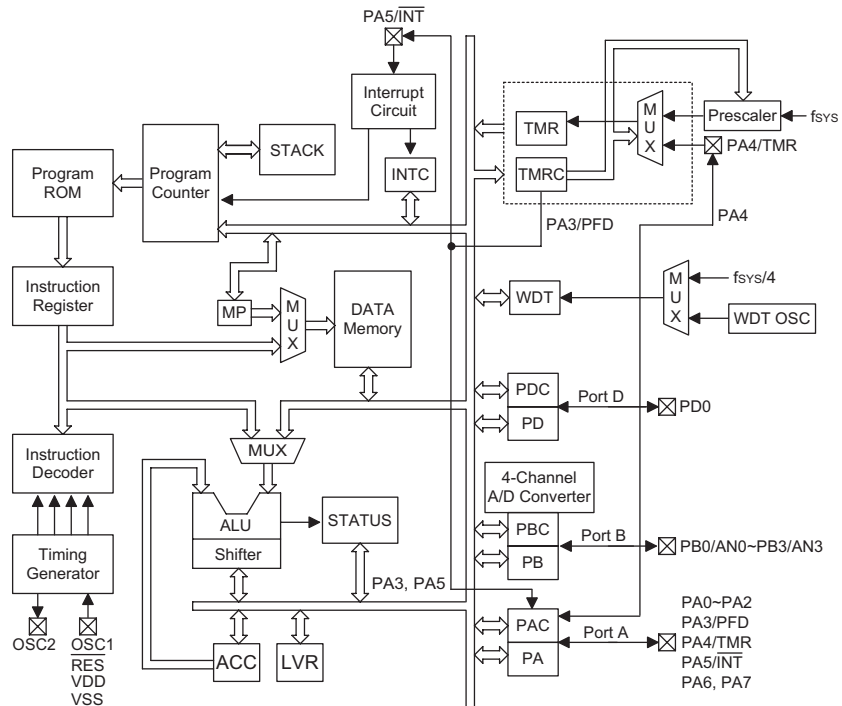 PA5/INT
Interrupt
Circuit
STACK
Program
ROM
Program
Counter
INTC
TMR
TMRC
M
U
X
Prescaler
fSYS
PA4/TMR
PA3/PFD
PA4
Instruction
Register
MP
M
U
X
DATA
Memory
WDT
M
U
X
fSYS/4
WDT OSC
PDC
PD
Port D
PD0
MUX
Instruction
Decoder
ALU
Shifter
STATUS
4-Channel
A/D Converter
PBC
PB
Port B
PB0/AN0~PB3/AN3
Timing
Generator
PA3, PA5
OSC2
OSC1
RES
VDD
VSS
ACC
LVR
PAC
PA
Port A
PA0~PA2
PA3/PFD
PA4/TMR
PA5/INT
PA6, PA7